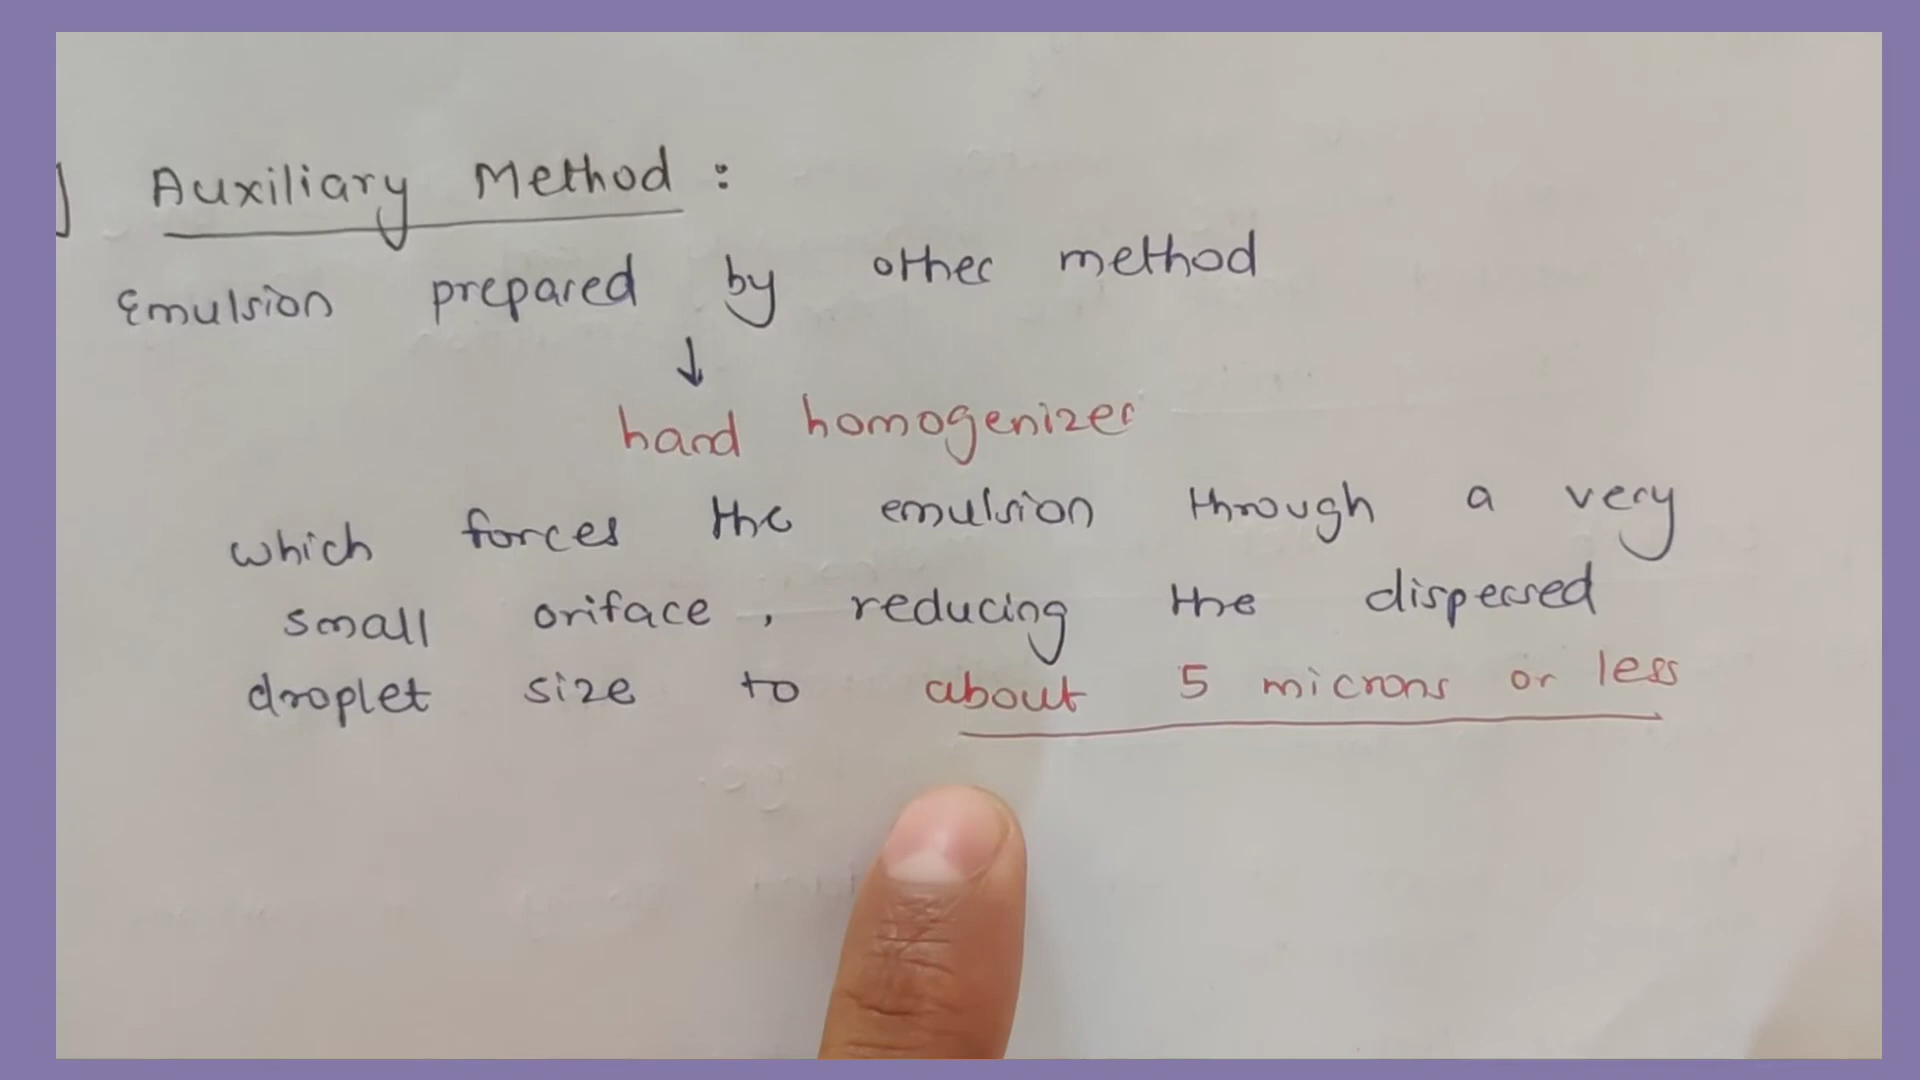 ] Auxiliary Method :
Emulsion prepared by other method
↓
hand homogenizer
which forces the emulsion through a very
small oriface , reducing the dispersed
droplet size to about 5 microns or less